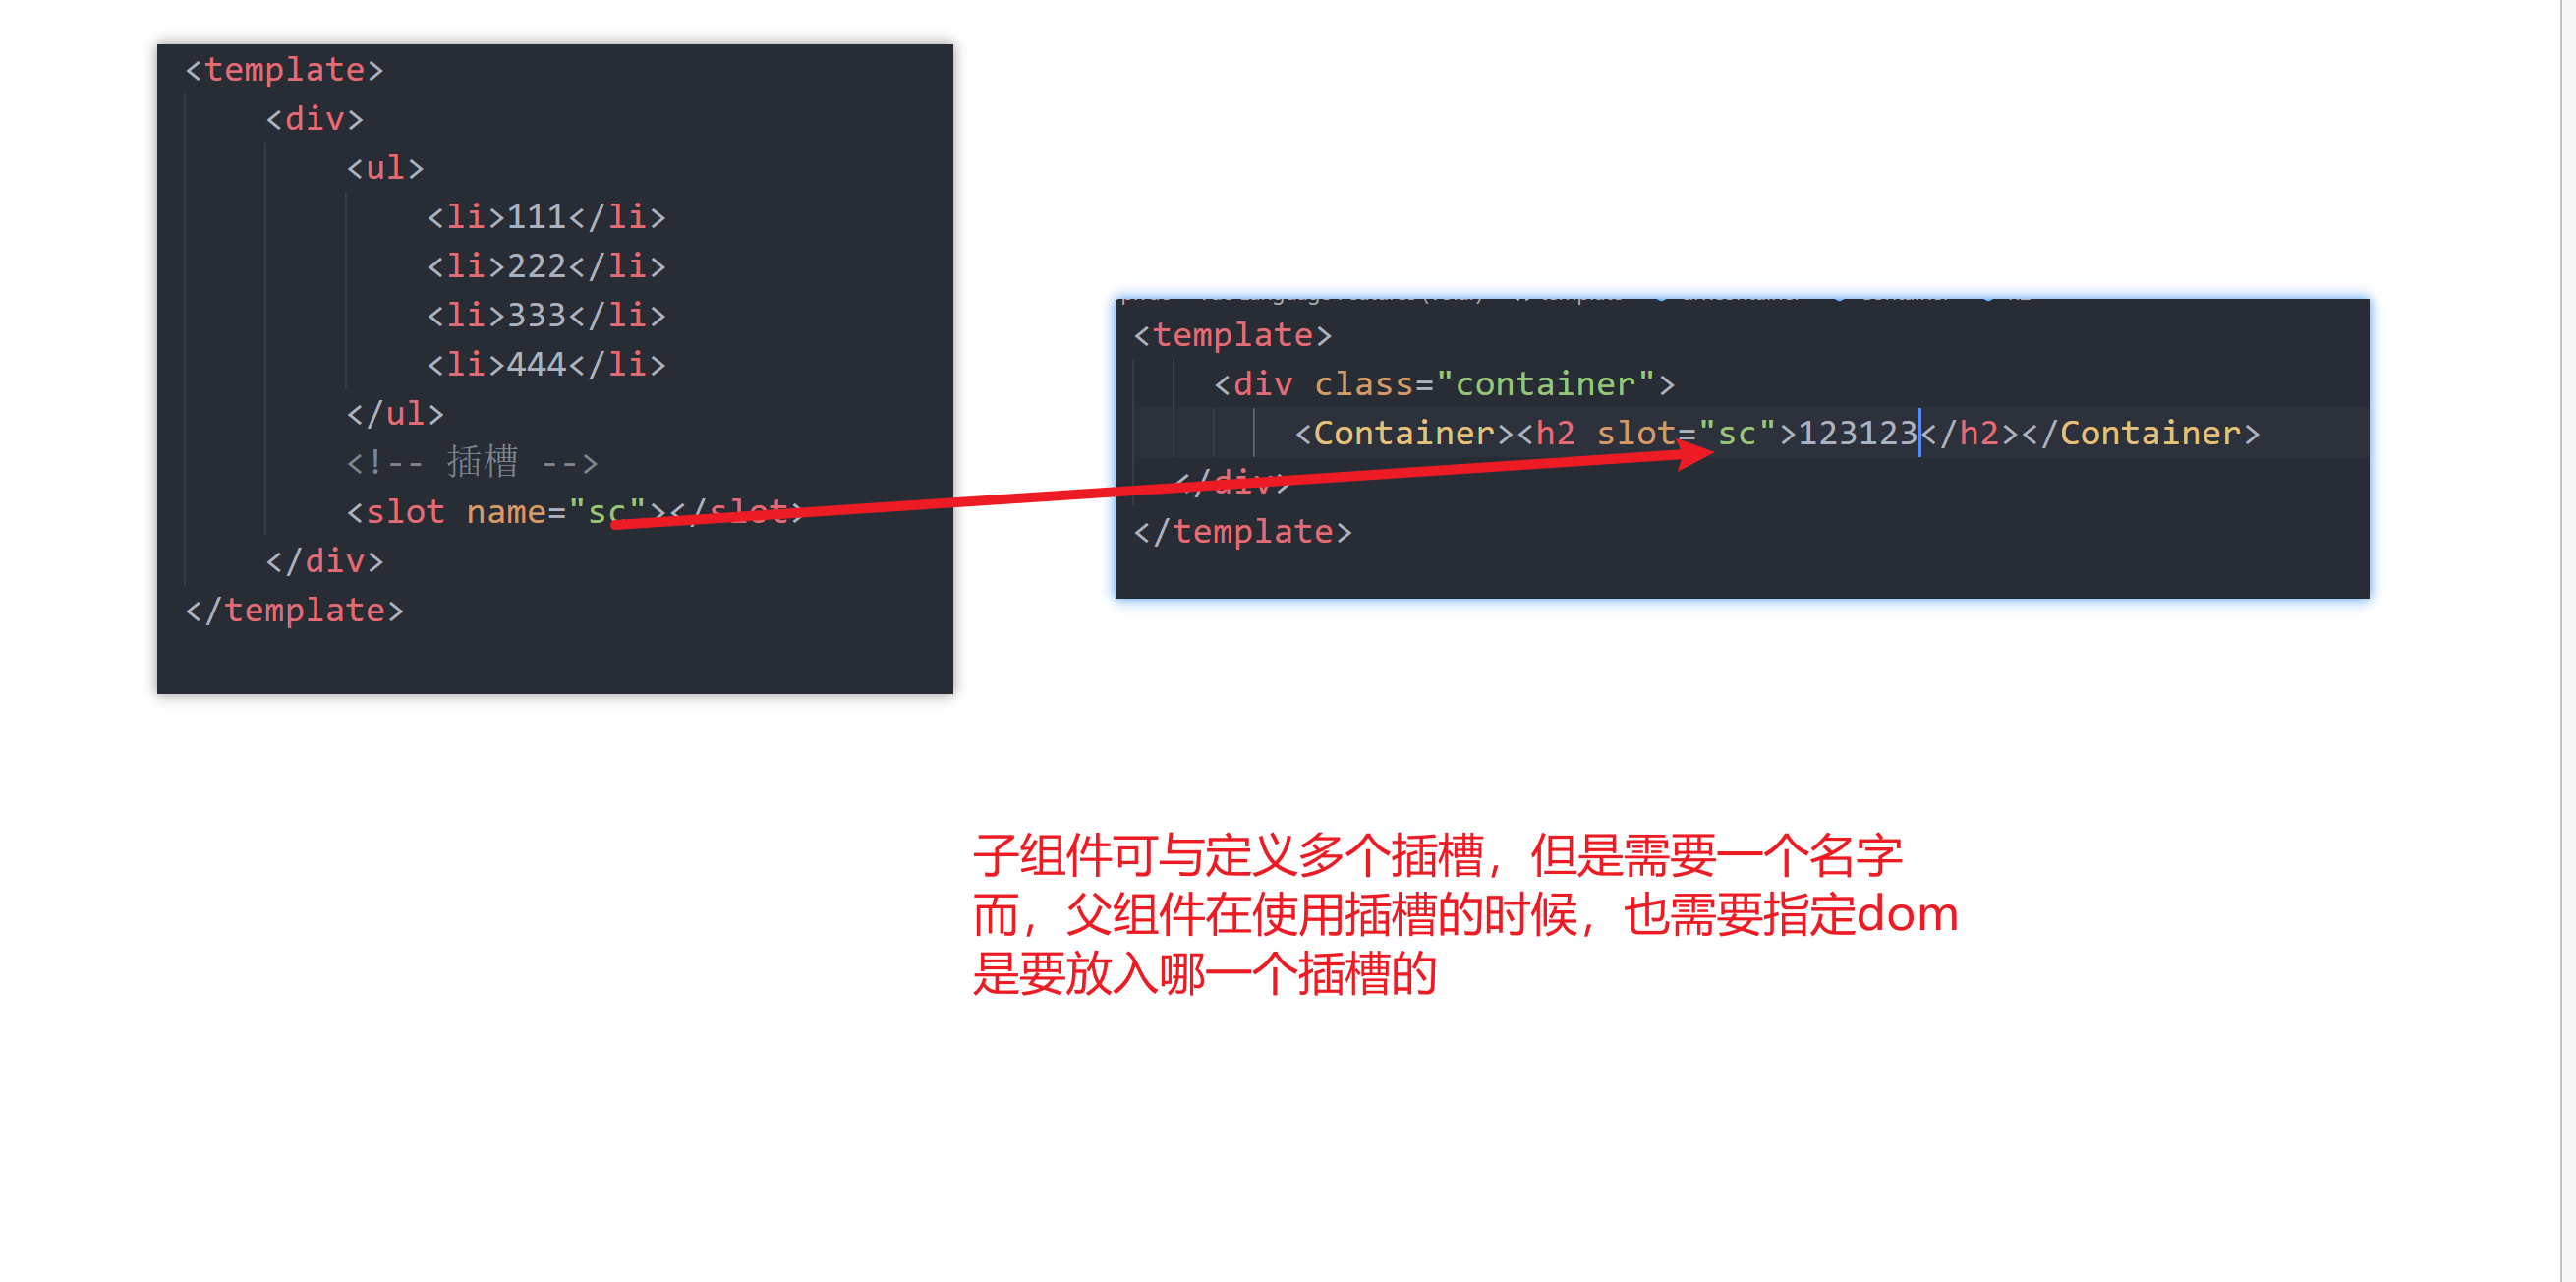 <template>
<div>
<ul>
<li>111</li>
<li>222</li>
<li>333</li>
<li>444</li>
</ul>
<!-- 插槽 -->
<slot name="sc"></slot>
</div>
</template>
<template>
<div class="container">
<Container><h2 slot="sc">123123</h2></Container>
</div>
</template>
子组件可与定义多个插槽，但是需要一个名字
而，父组件在使用插槽的时候，也需要指定dom
是要放入哪一个插槽的